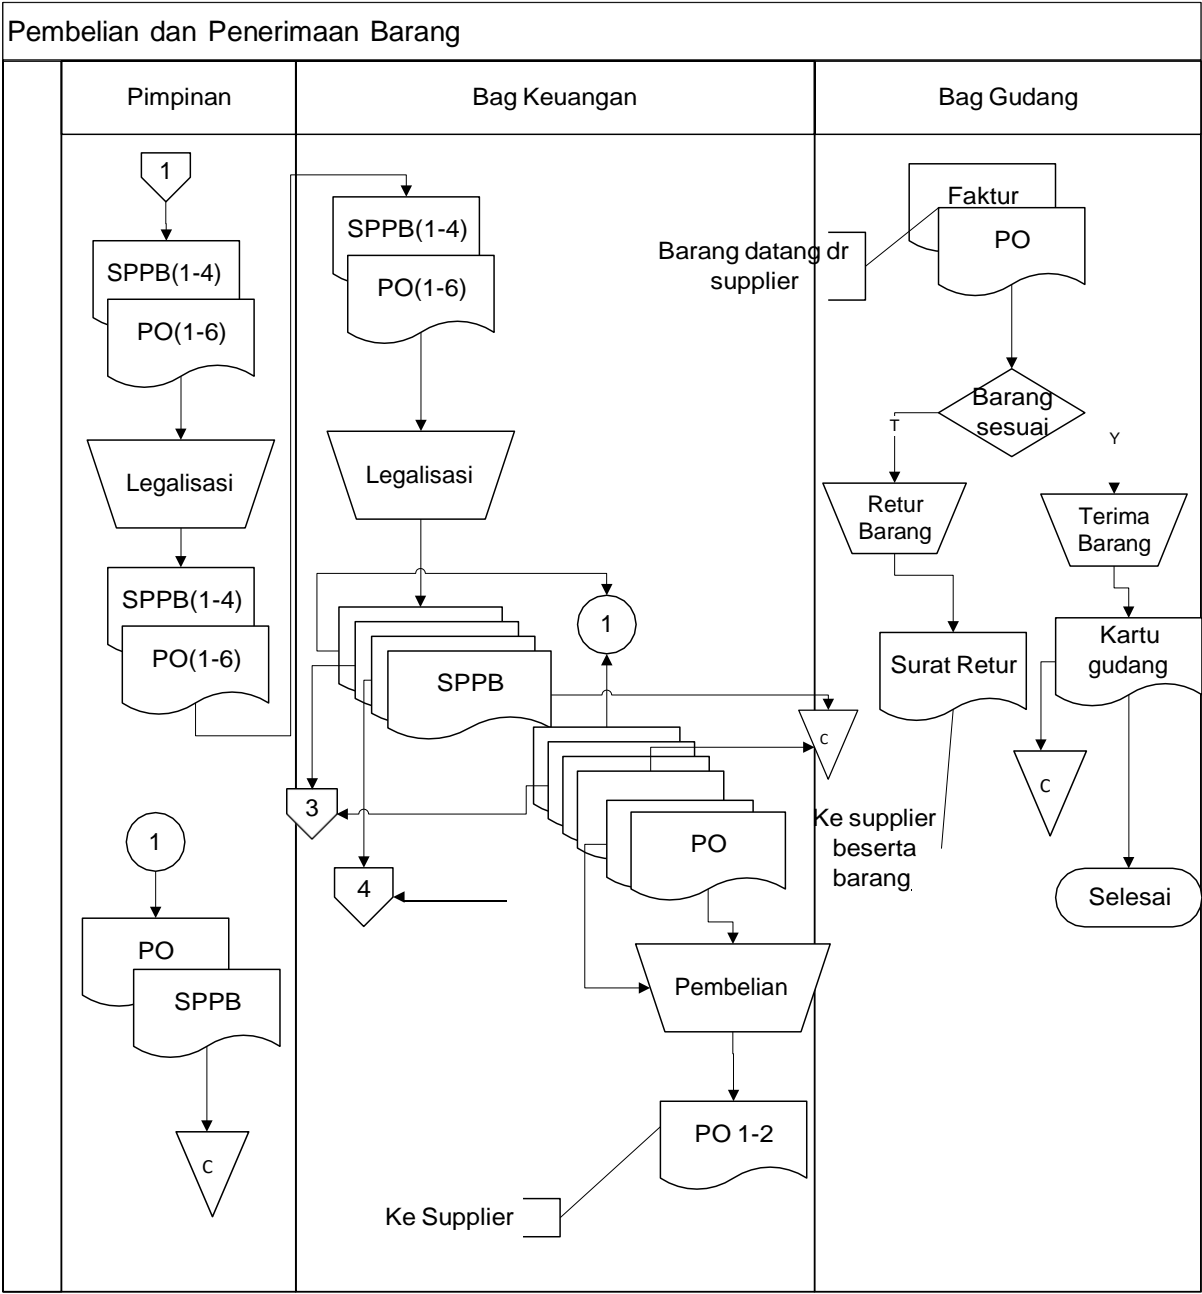 Pembelian dan Penerimaan Barang
Pimpinan
Bag Keuangan
Bag Gudang
1
SPPB(1-4)
PO(1-6)
Legalisasi
SPPB(1-4)
PO(1-6)
1
PO
SPPB
C
SPPB(1-4)
PO(1-6)
Legalisasi
1
SPPB
C
3
4
PO
Pembelian
PO 1-2
Ke Supplier
Barang datang dr
supplier
Faktur
PO
Barang
sesuai
T
Y
Retur
Barang
Terima
Barang
Surat Retur
Kartu
gudang
C
Ke supplier
beserta
barang
Selesai